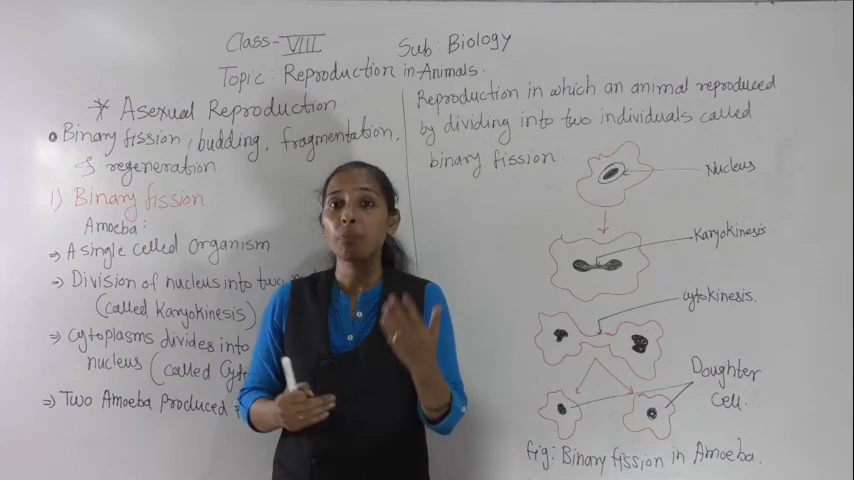 Class-VIII Sub: Biology
Topic: Reproduction in Animals.
* Asexual Reproduction:
Binary fission, budding, fragmentation,
& regeneration
1) Binary fission
Amoeba:
⇒ A single celled Organism
⇒ Division of nucleus into two
(called Karyokinesis)
⇒ Cytoplasms divides into
nucleus (called
⇒ Two Amoeba Produced
Reproduction in which an animal reproduced
by dividing into two individuals called
binary fission.
Nucleus
Karyokinesis
Cytokinesis.
Doughter
Cell.
Fig: Binary fission in Amoeba.